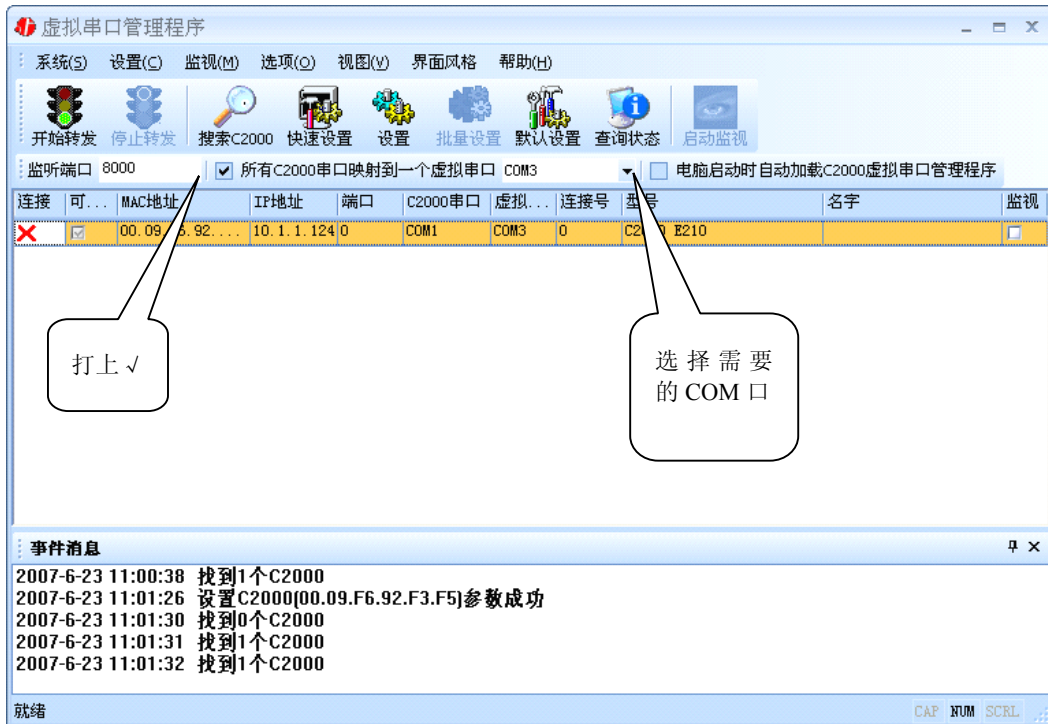 虚拟串口管理程序
系统(S) 设置(C) 监视(M) 选项(O) 视图(V) 界面风格 帮助(H)
开始转发 停止转发 搜索C2000 快速设置 设置 批量设置 默认设置 查询状态 启动监视
监听端口 8000 所有C2000串口映射到一个虚拟串口 COM3 电脑启动时自动加载C2000虚拟串口管理程序
连接 可... MAC地址 IP地址 端口 C2000串口 虚拟... 连接号 型号 名字 监视
00.09. 6.92.... 10.1.1.124 0 COM1 COM3 0 E210
打上√
选择需要
的COM口
事件消息
2007-6-23 11:00:38 找到1个C2000
2007-6-23 11:01:26 设置C2000(00.09.F6.92.F3.F5)参数成功
2007-6-23 11:01:30 找到0个C2000
2007-6-23 11:01:31 找到1个C2000
2007-6-23 11:01:32 找到1个C2000
就绪 CAP NUM SCRL